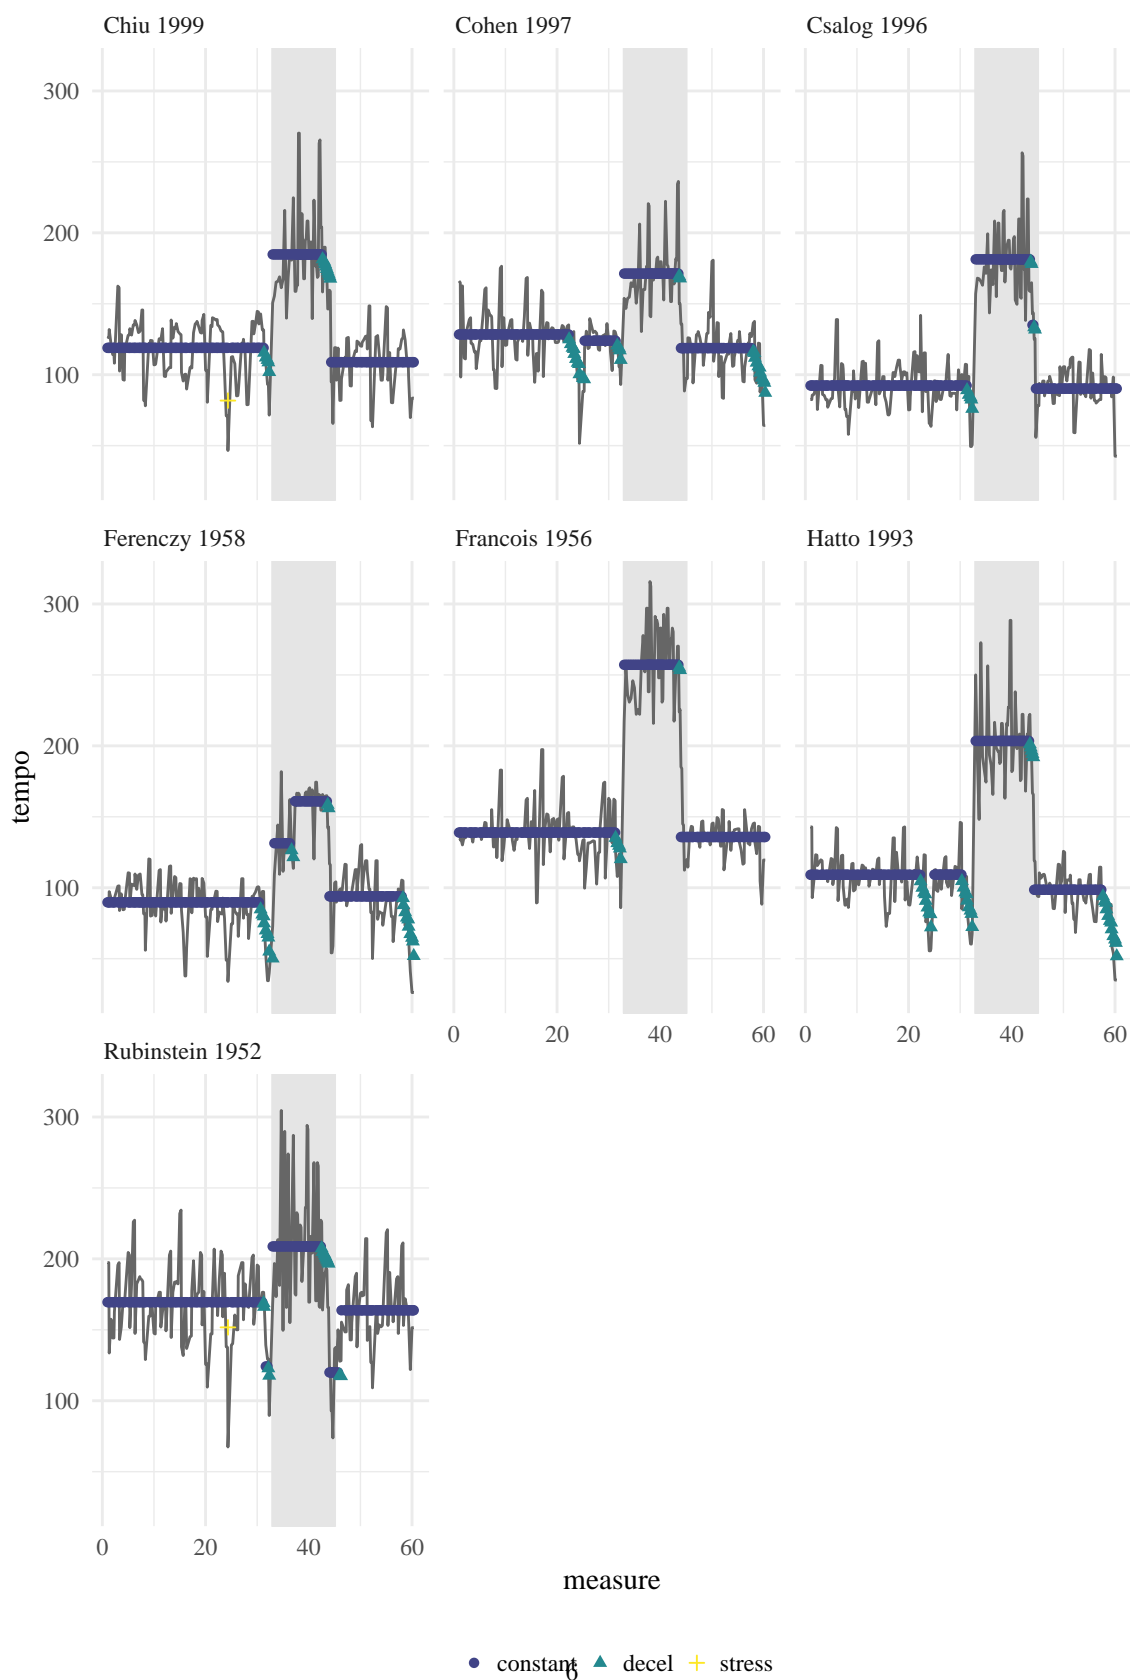 Chiu 1999
Cohen 1997
Csalog 1996
300
200
100
Ferenczy 1958
Francois 1956
Hatto 1993
300
200
100
0 20 40 60
0 20 40 60
Rubinstein 1952
300
200
100
0 20 40 60
tempo
measure
constant decel stress
6